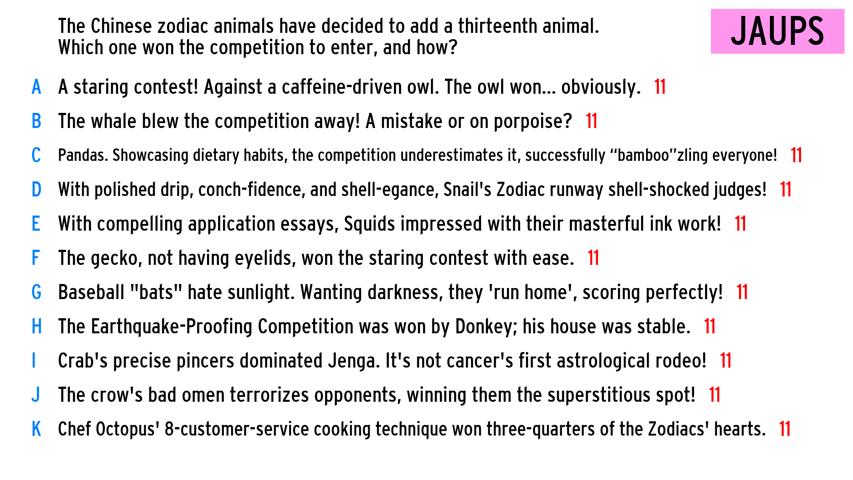 The Chinese zodiac animals have decided to add a thirteenth animal.
Which one won the competition to enter, and how?
JAUPS
A A staring contest! Against a caffeine-driven owl. The owl won... obviously. 11
B The whale blew the competition away! A mistake or on porpoise? 11
C Pandas. Showcasing dietary habits, the competition underestimates it, successfully “bamboo”zling everyone! 11
D With polished drip, conch-fidence, and shell-egance, Snail's Zodiac runway shell-shocked judges! 11
E With compelling application essays, Squids impressed with their masterful ink work! 11
F The gecko, not having eyelids, won the staring contest with ease. 11
G Baseball "bats" hate sunlight. Wanting darkness, they 'run home', scoring perfectly! 11
H The Earthquake-Proofing Competition was won by Donkey; his house was stable. 11
I Crab's precise pincers dominated Jenga. It's not cancer's first astrological rodeo! 11
J The crow's bad omen terrorizes opponents, winning them the superstitious spot! 11
K Chef Octopus' 8-customer-service cooking technique won three-quarters of the Zodiacs' hearts. 11